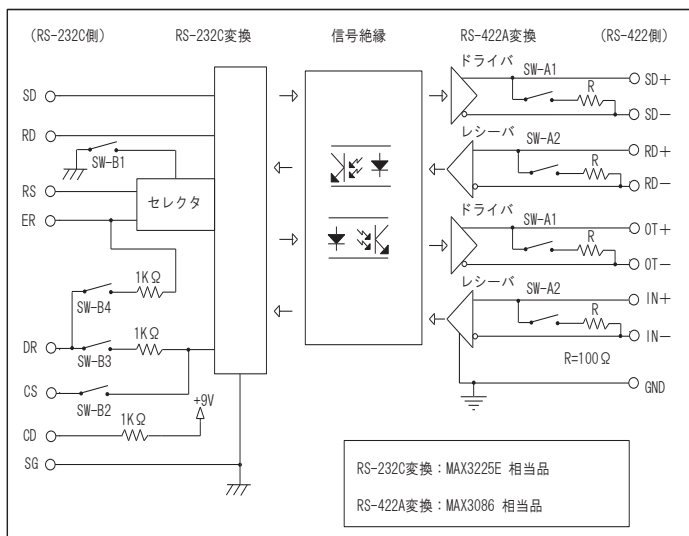 (RS-232C側) RS-232C変換 信号絶縁 RS-422A変換 (RS-422側)
ドライバ
SW-A1
R
SD+
SD−
SD
RD
SW-B1
レシーバ
SW-A2
R
RD+
RD−
RS
ER
セレクタ
ドライバ
SW-A1
R
OT+
OT−
1KΩ
SW-B4
レシーバ
SW-A2
R
IN+
IN−
DR
1KΩ
SW-B3
R=100Ω
CS
SW-B2
+9V
GND
CD
1KΩ
SG
RS-232C変換：MAX3225E 相当品
RS-422A変換：MAX3086 相当品